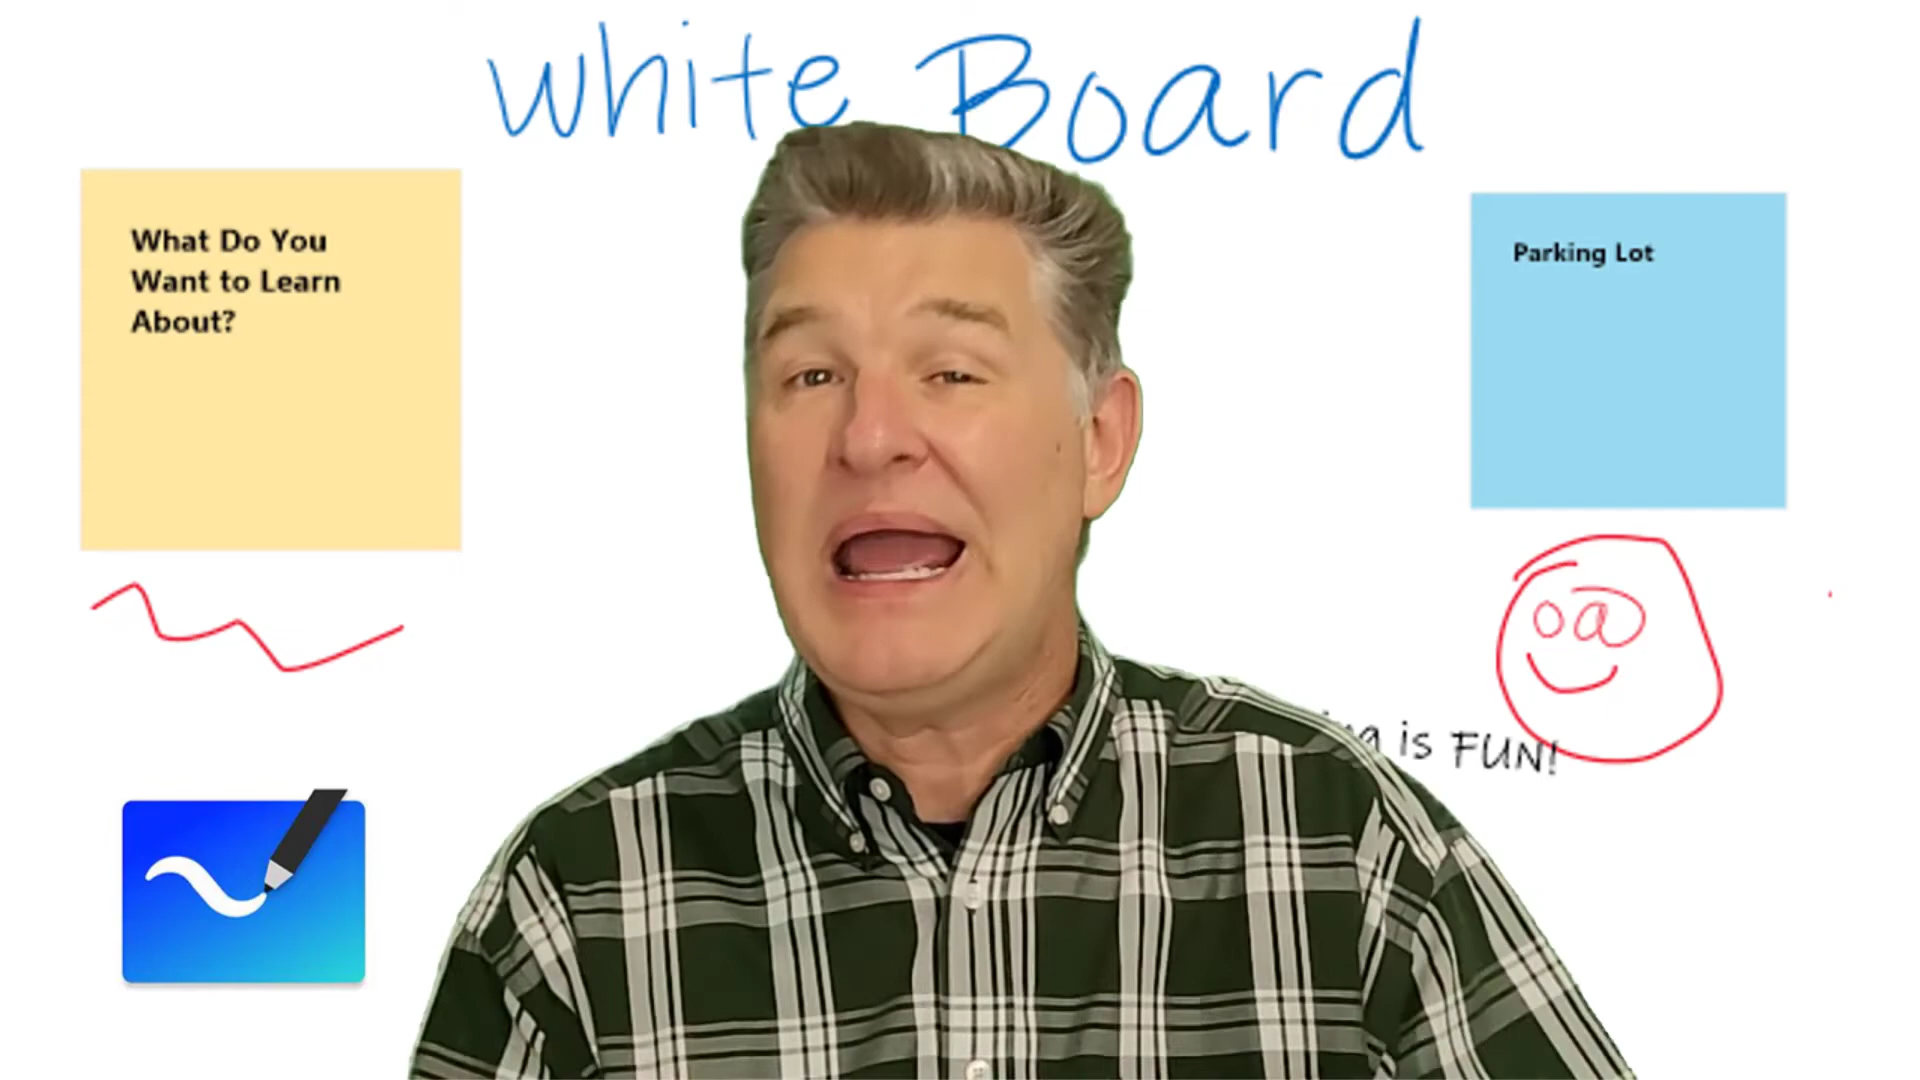 white Board
What Do You
Want to Learn
About?
Parking Lot
is FUN!